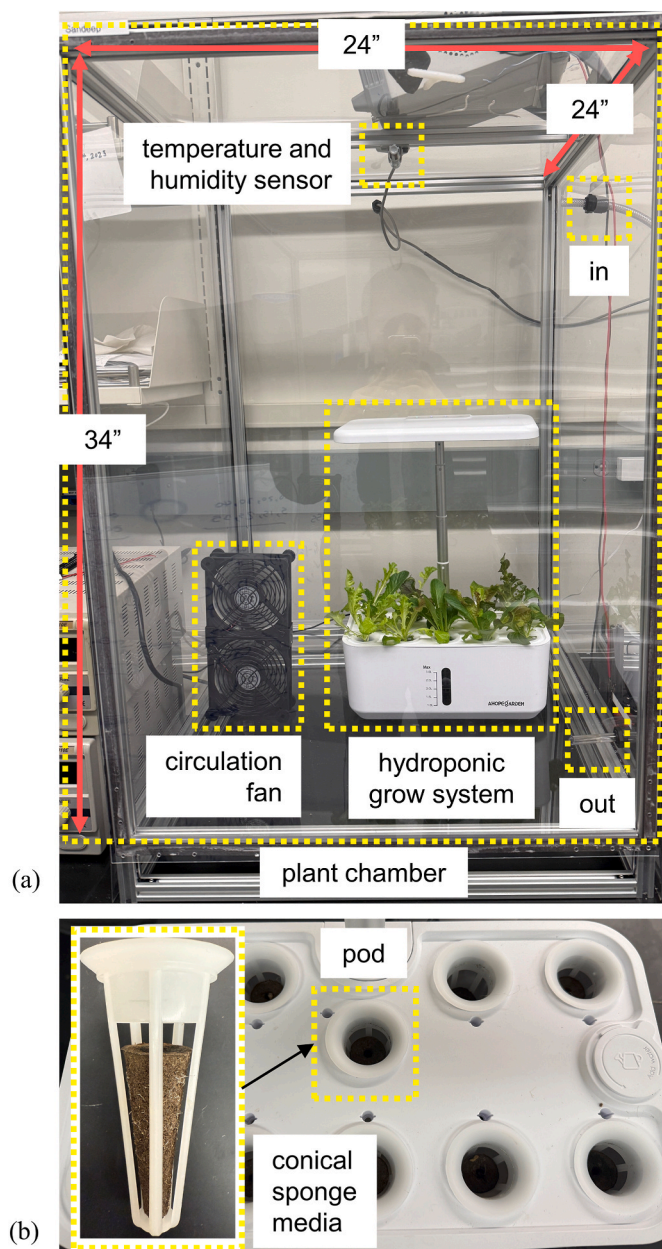 Sandeep
24”
24”
temperature and
humidity sensor
in
34”
Max
AHOPEGARDEN
circulation
fan
hydroponic
grow system
out
(a)
plant chamber
pod
conical
sponge
media
(b)